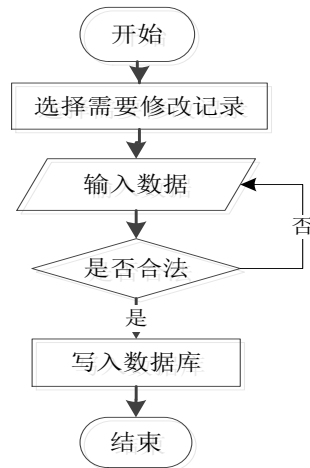 开始
选择需要修改记录
输入数据
否
是否合法
是
写入数据库
结束